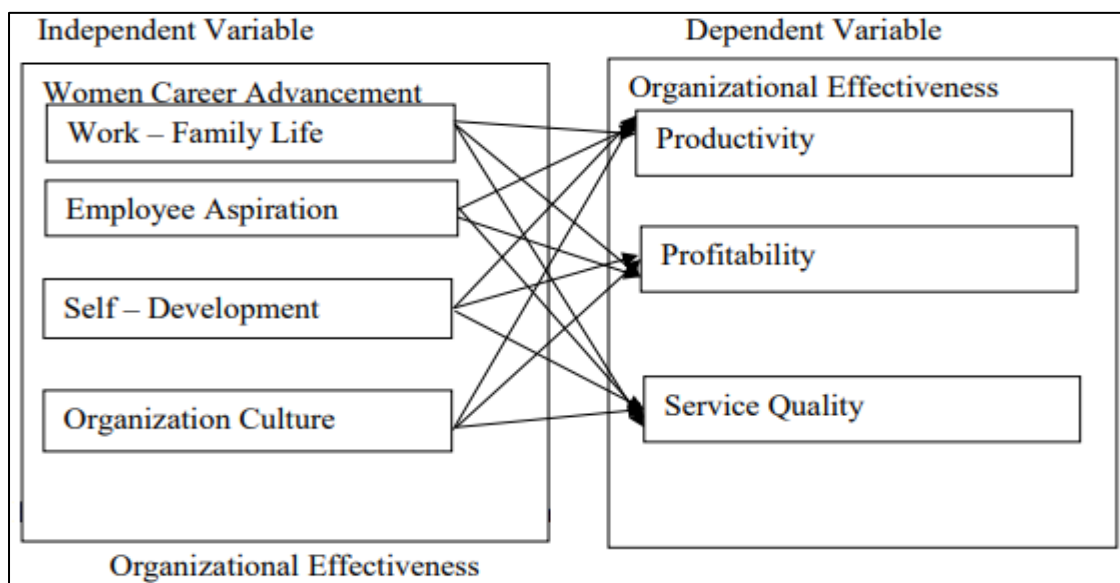 Independent Variable
Dependent Variable
Women Career Advancement
Work – Family Life
Employee Aspiration
Self – Development
Organization Culture
Organizational Effectiveness
Productivity
Profitability
Service Quality
Organizational Effectiveness